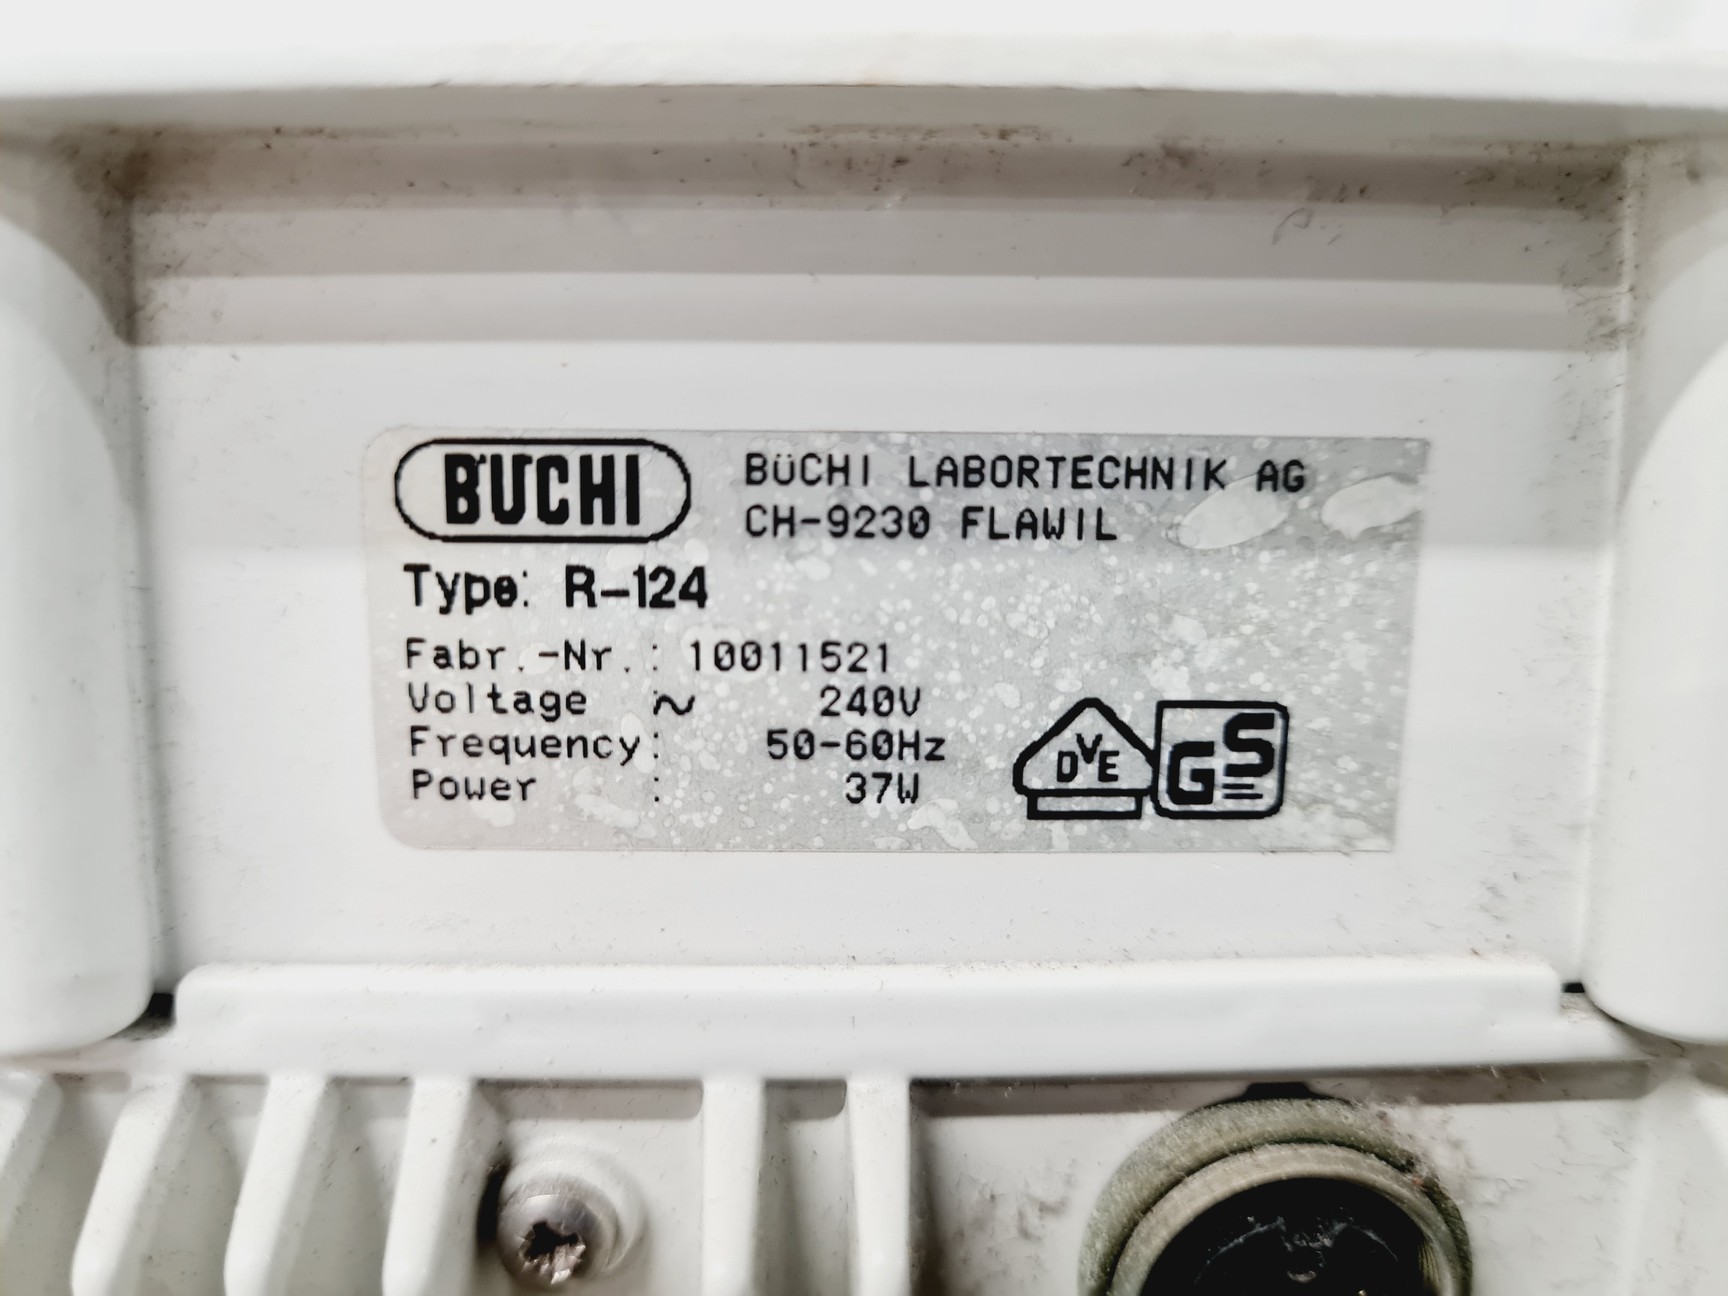 BÜCHI
BÜCHI LABORTECHNIK AG
CH-9230 FLAWIL
Type: R-124
Fabr.-Nr.: 10011521
Voltage ~ 240V
Frequency: 50-60Hz
Power : 37W
DVE
GS